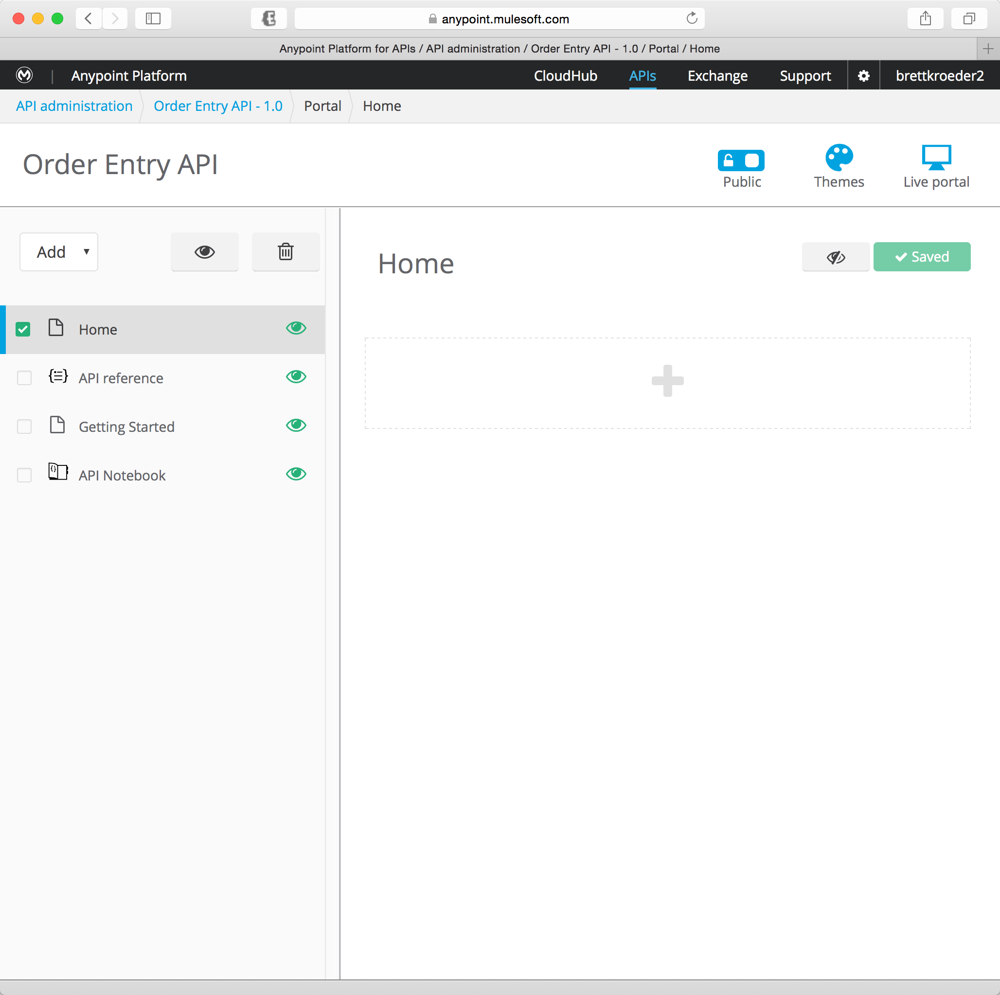 anypoint.mulesoft.com
Anypoint Platform for APIs / API administration / Order Entry API - 1.0 / Portal / Home
Anypoint Platform CloudHub APIs Exchange Support brettkroeder2
API administration Order Entry API - 1.0 Portal Home
Order Entry API
Public Themes Live portal
Add
Home Saved
Home
API reference
Getting Started
API Notebook